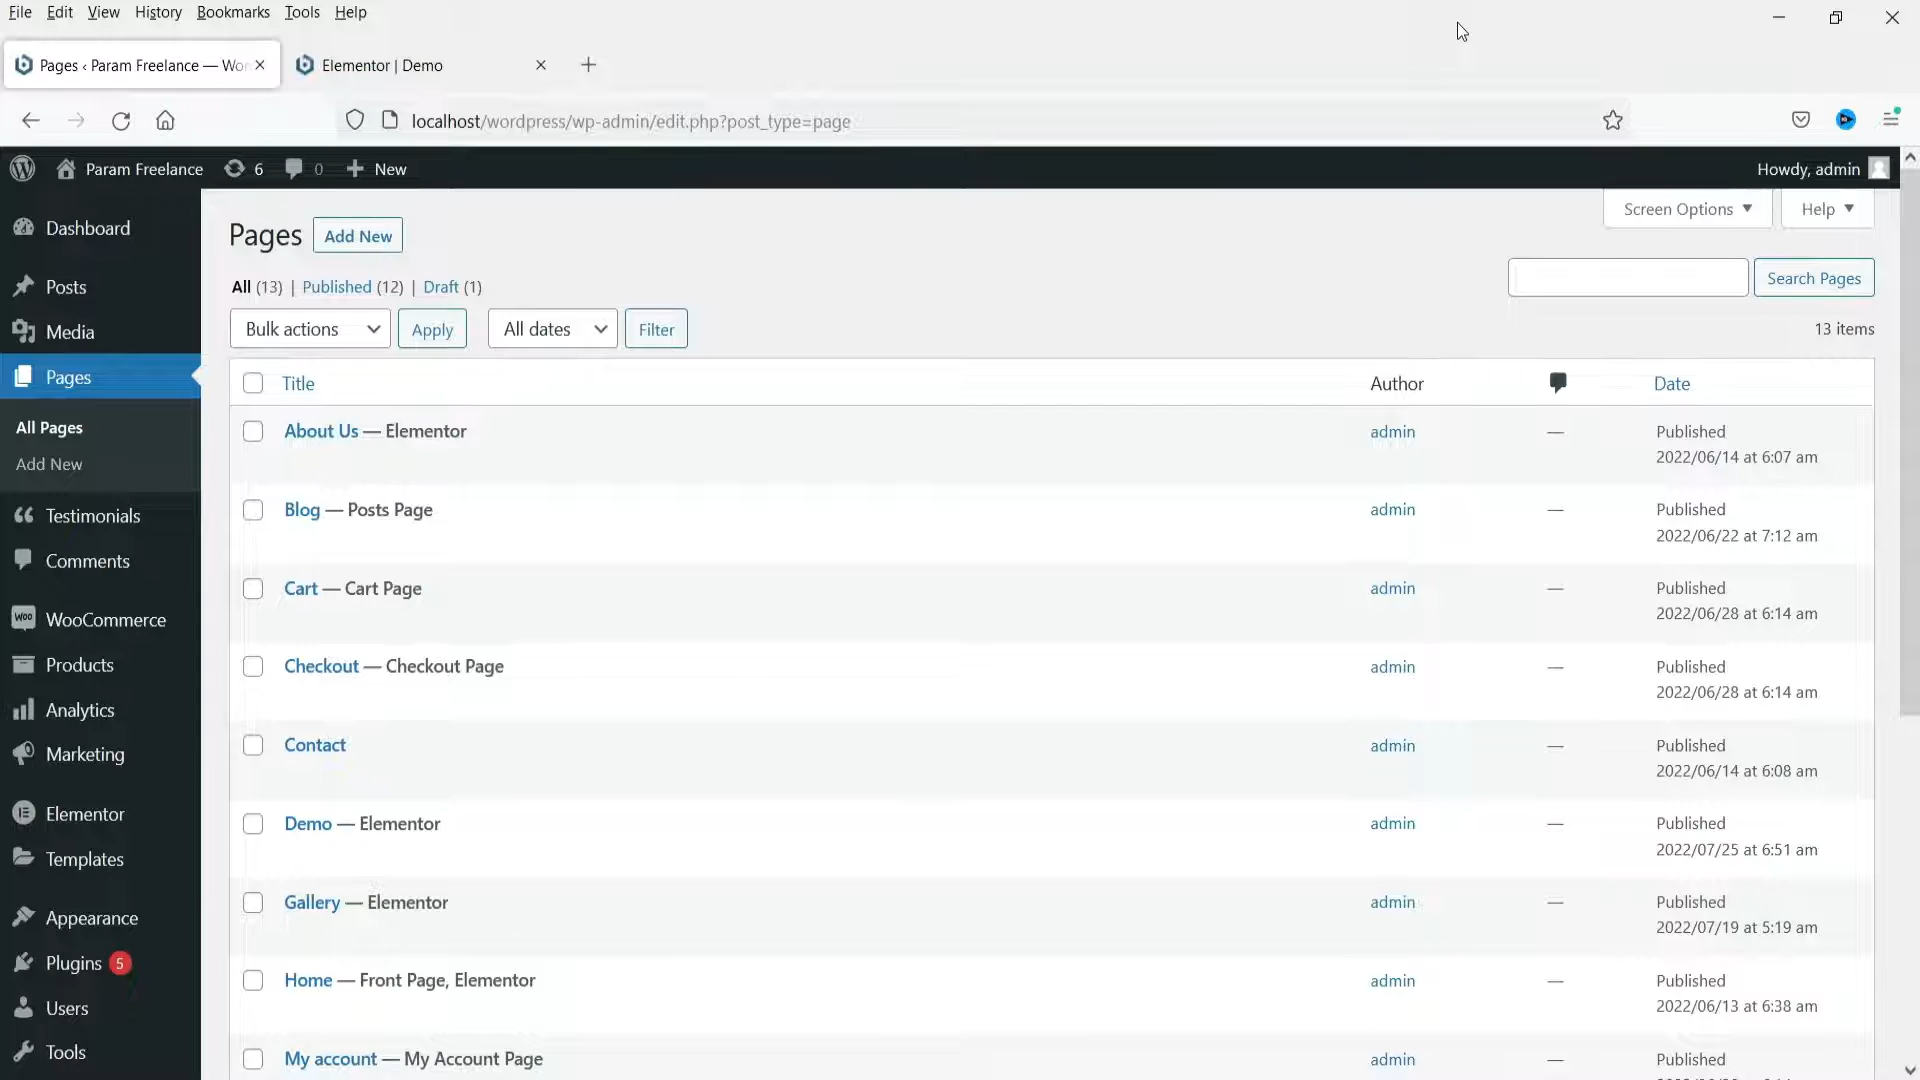 File Edit View History Bookmarks Tools Help
Pages ‹ Param Freelance — Wor
Elementor | Demo
localhost/wordpress/wp-admin/edit.php?post_type=page
Param Freelance 6 0 New
Howdy, admin
Screen Options Help
Dashboard
Posts
Media
Pages
All Pages
Add New
Testimonials
Comments
WooCommerce
Products
Analytics
Marketing
Elementor
Templates
Appearance
Plugins 5
Users
Tools
Pages Add New
All (13) | Published (12) | Draft (1)
Search Pages
Bulk actions Apply All dates Filter
13 items
Title Author Date
About Us — Elementor admin — Published
2022/06/14 at 6:07 am
Blog — Posts Page admin — Published
2022/06/22 at 7:12 am
Cart — Cart Page admin — Published
2022/06/28 at 6:14 am
Checkout — Checkout Page admin — Published
2022/06/28 at 6:14 am
Contact admin — Published
2022/06/14 at 6:08 am
Demo — Elementor admin — Published
2022/07/25 at 6:51 am
Gallery — Elementor admin — Published
2022/07/19 at 5:19 am
Home — Front Page, Elementor admin — Published
2022/06/13 at 6:38 am
My account — My Account Page admin — Published